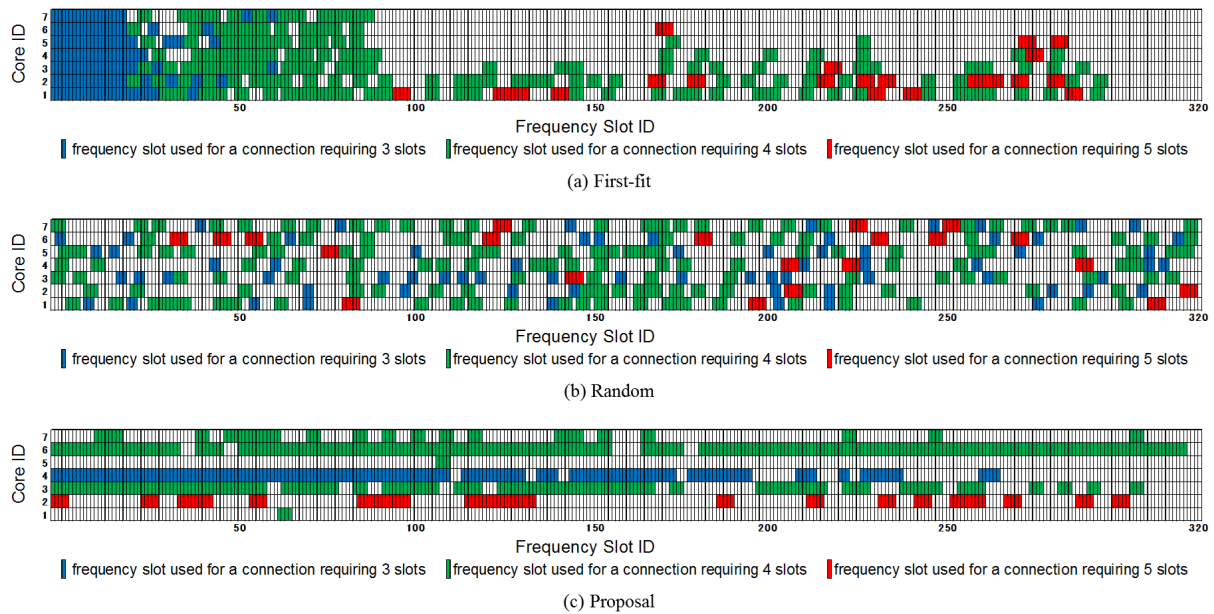 Core ID
7
6
5
4
3
2
1
50 100 150 200 250 320
Frequency Slot ID
frequency slot used for a connection requiring 3 slots frequency slot used for a connection requiring 4 slots frequency slot used for a connection requiring 5 slots
(a) First-fit
Core ID
7
6
5
4
3
2
1
50 100 150 200 250 320
Frequency Slot ID
frequency slot used for a connection requiring 3 slots frequency slot used for a connection requiring 4 slots frequency slot used for a connection requiring 5 slots
(b) Random
Core ID
7
6
5
4
3
2
1
50 100 150 200 250 320
Frequency Slot ID
frequency slot used for a connection requiring 3 slots frequency slot used for a connection requiring 4 slots frequency slot used for a connection requiring 5 slots
(c) Proposal